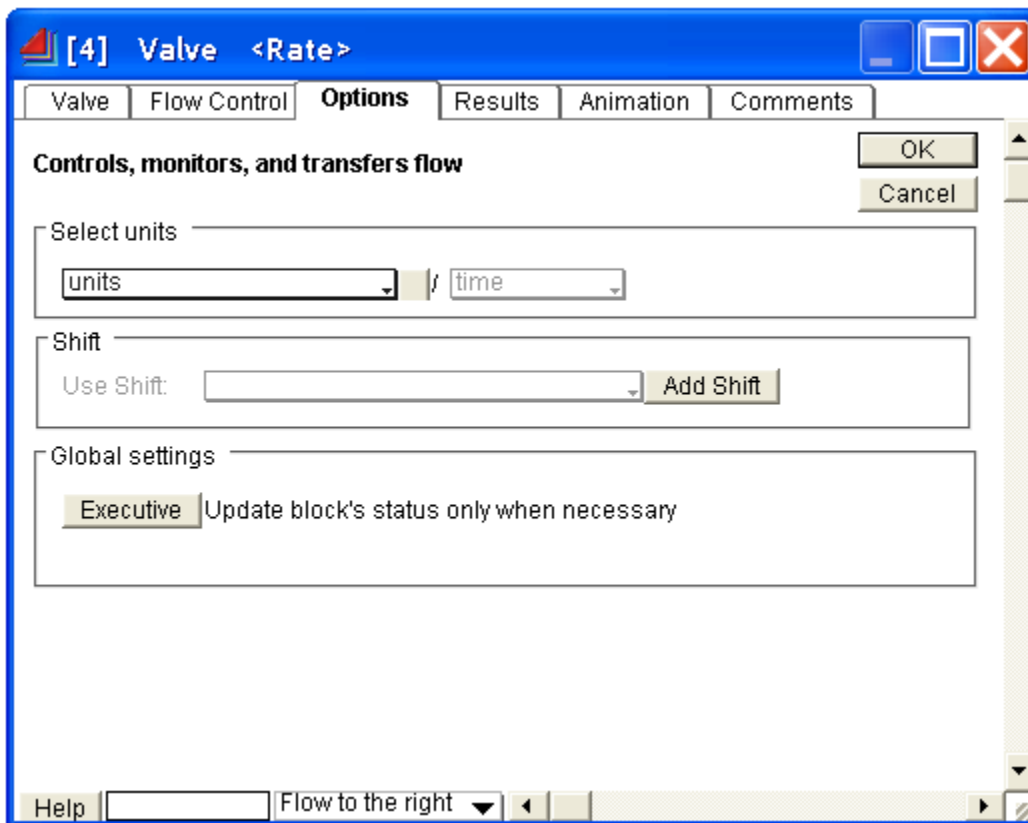 [4] Valve <Rate>
Valve Flow Control Options Results Animation Comments
Controls, monitors, and transfers flow
OK
Cancel
Select units
units / time
Shift
Use Shift: Add Shift
Global settings
Executive Update block's status only when necessary
Help Flow to the right